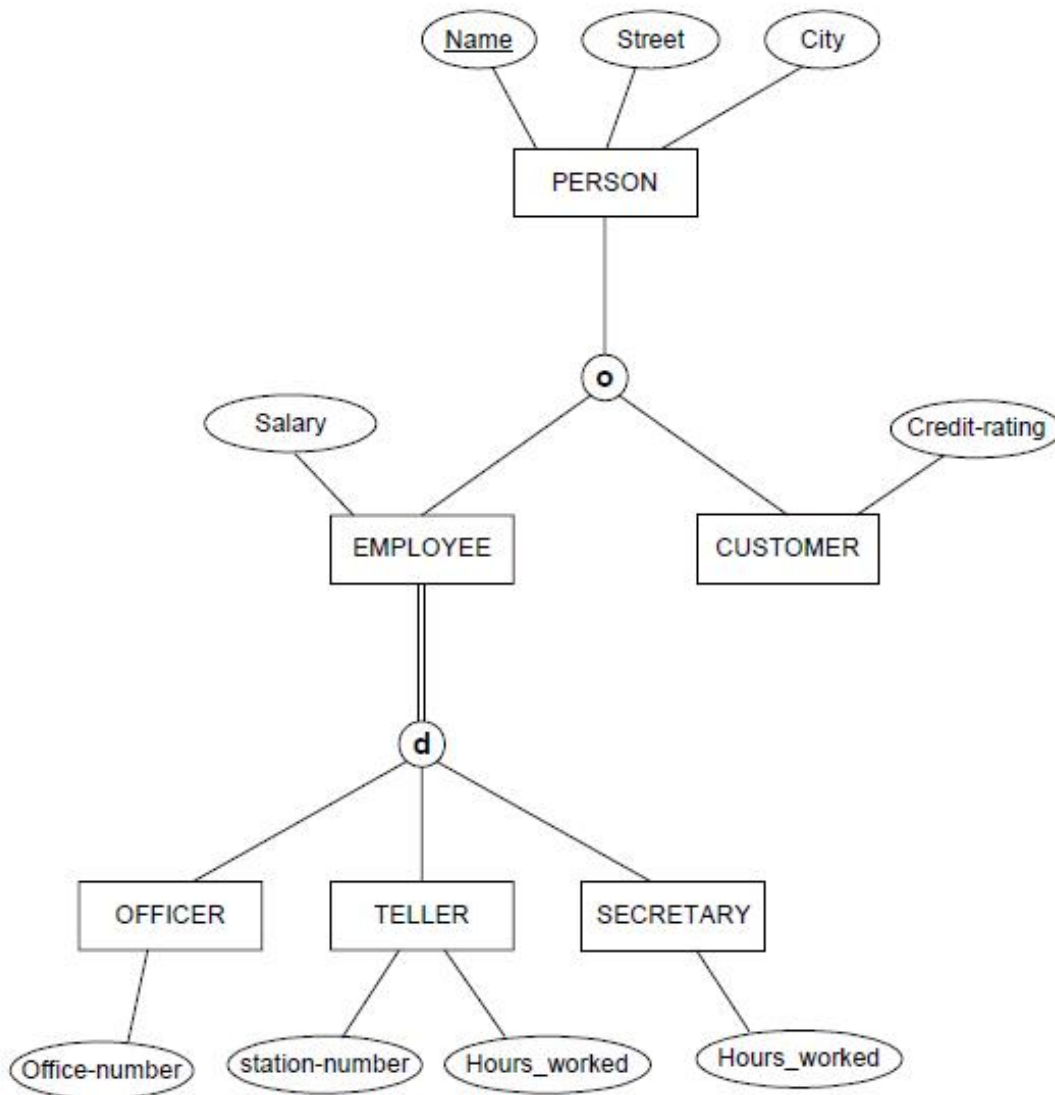 Name
Street
City
PERSON
o
Salary
Credit-rating
EMPLOYEE
CUSTOMER
d
OFFICER
TELLER
SECRETARY
Office-number
station-number
Hours_worked
Hours_worked